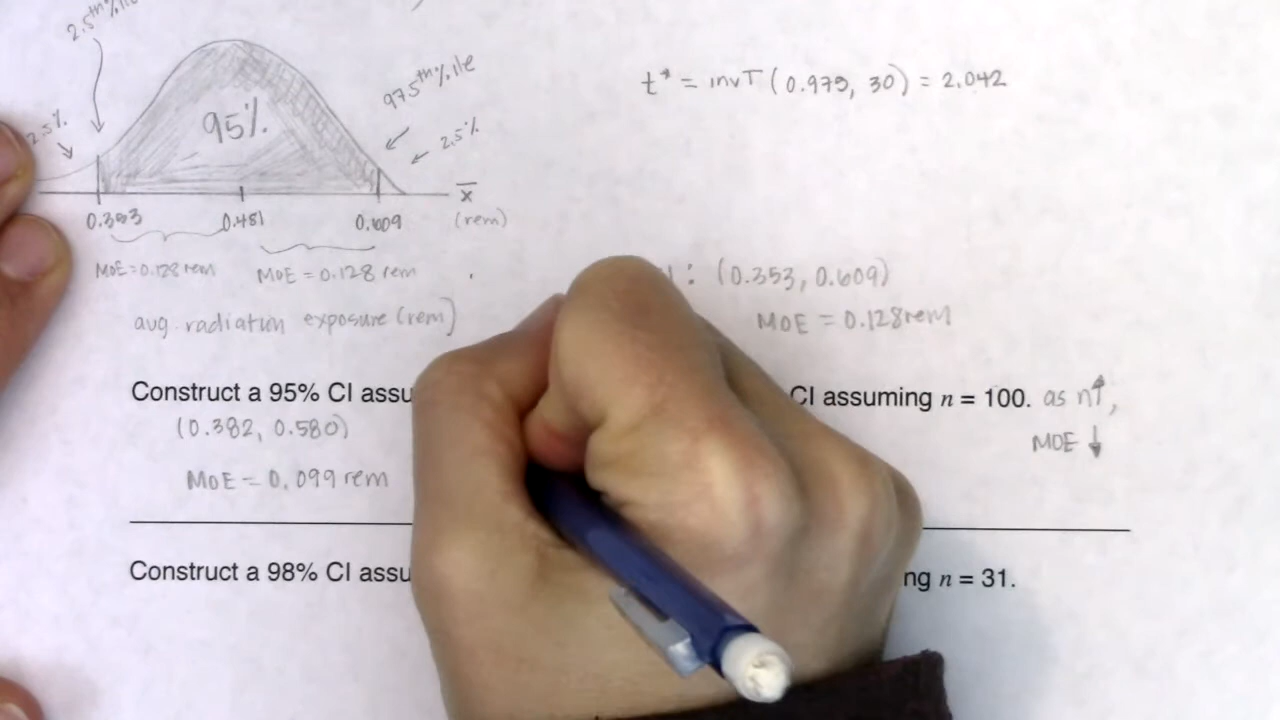 2.5th%ile
97.5th%ile
2.5%
95%
2.5%
0.353 0.481 0.609 x̄
(rem)
MOE = 0.128 rem MOE = 0.128 rem
avg. radiation exposure (rem)
t* = invT (0.975, 30) = 2.042
: (0.353, 0.609)
MOE = 0.128 rem
Construct a 95% CI assu
(0.382, 0.580)
MOE = 0.099 rem
CI assuming n = 100. as n↑,
MOE ↓
Construct a 98% CI assu
ng n = 31.